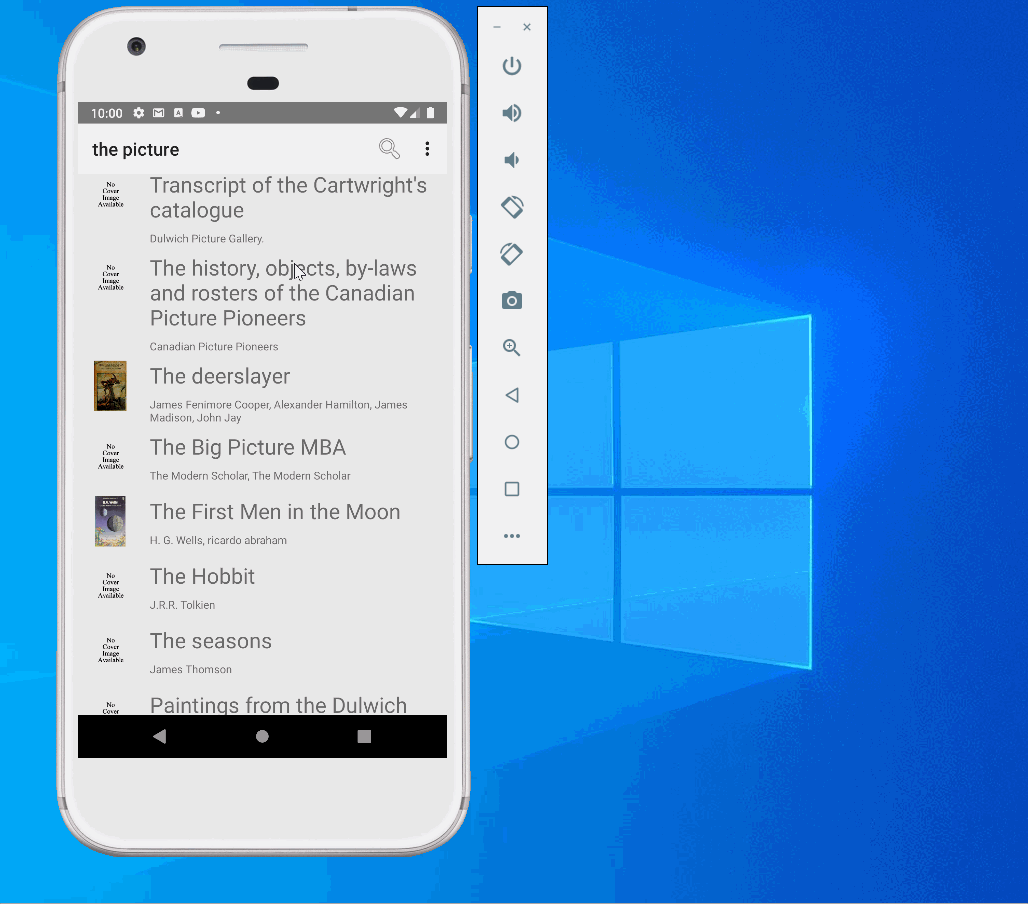 10:00
the picture
No
Cover
Image
Available
Transcript of the Cartwright's
catalogue
Dulwich Picture Gallery.
No
Cover
Image
Available
The history, objects, by-laws
and rosters of the Canadian
Picture Pioneers
Canadian Picture Pioneers
The deerslayer
James Fenimore Cooper, Alexander Hamilton, James
Madison, John Jay
No
Cover
Image
Available
The Big Picture MBA
The Modern Scholar, The Modern Scholar
The First Men in the Moon
H. G. Wells, ricardo abraham
No
Cover
Image
Available
The Hobbit
J.R.R. Tolkien
No
Cover
Image
Available
The seasons
James Thomson
No
Cover
Paintings from the Dulwich